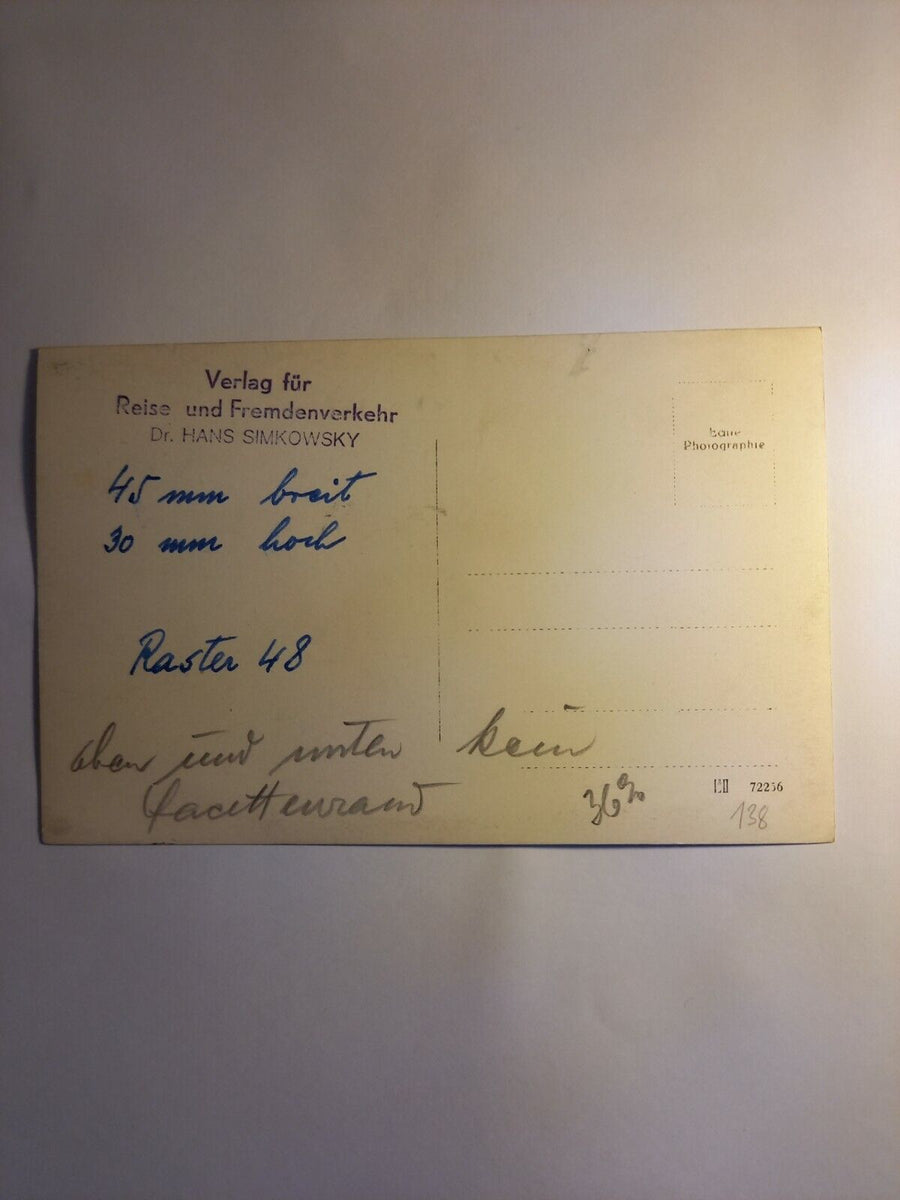 Verlag für
Reise und Fremdenverkehr
Dr. HANS SIMKOWSKY
45 mm breit
30 mm hoch
Raster 48
oben und unten kein
Facettenrand
Echte
Photographie
72256
138